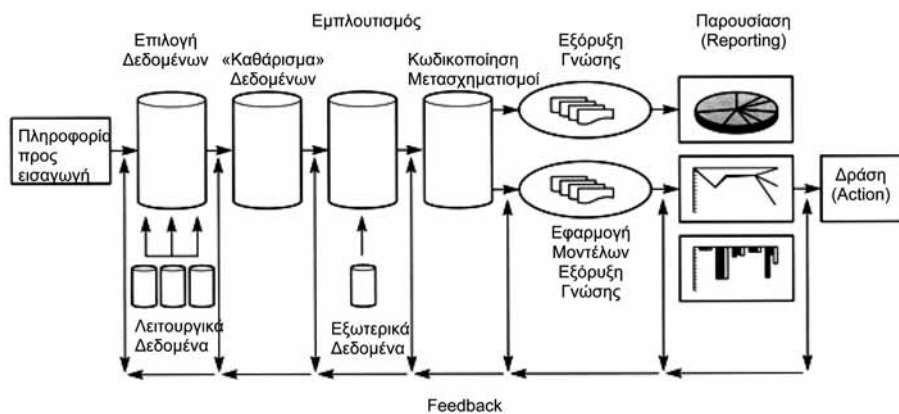 Εμπλουτισμός
Επιλογή
Δεδομένων
«Καθάρισμα»
Δεδομένων
Κωδικοποίηση
Μετασχηματισμοί
Εξόρυξη
Γνώσης
Παρουσίαση
(Reporting)
Πληροφορία
προς
εισαγωγή
Δράση
(Action)
Εφαρμογή
Μοντέλων
Εξόρυξη
Γνώσης
Λειτουργικά
Δεδομένα
Εξωτερικά
Δεδομένα
Feedback